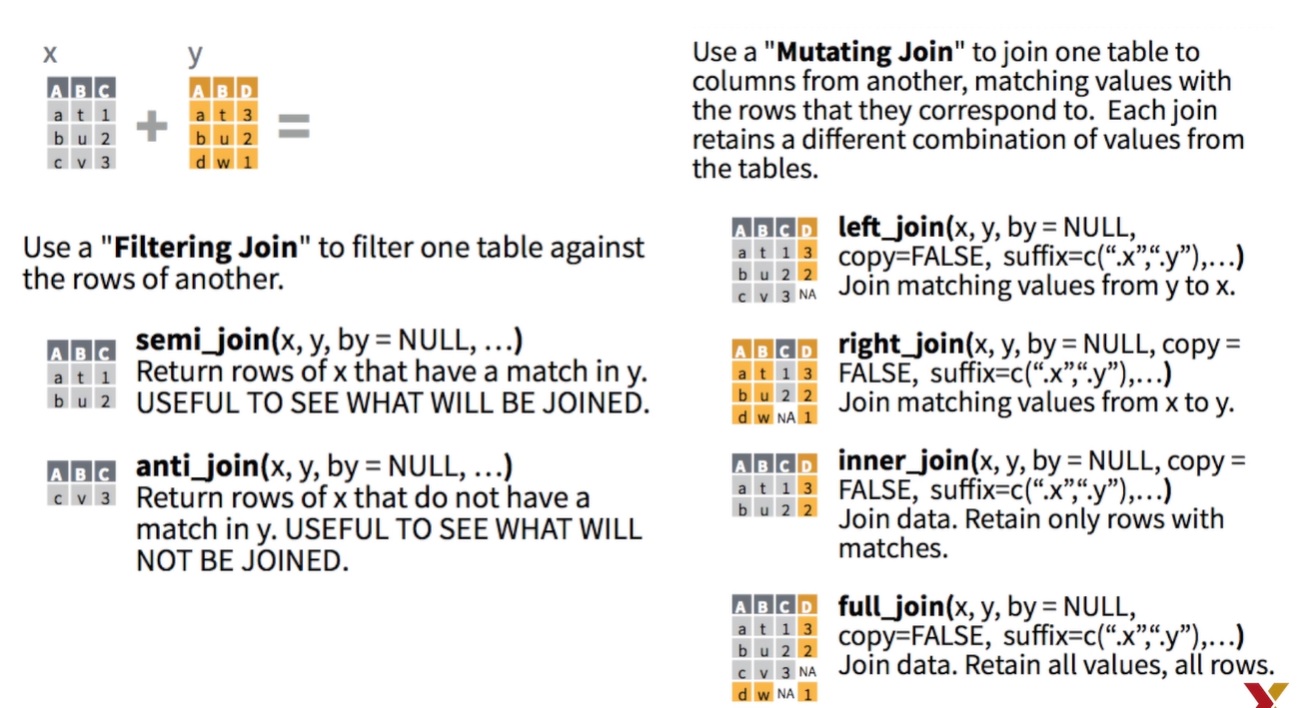 x y
A B C
a t 1
b u 2
c v 3
+
A B D
a t 3
b u 2
d w 1
=
Use a "Filtering Join" to filter one table against
the rows of another.
A B C
a t 1
b u 2
semi_join(x, y, by = NULL, …)
Return rows of x that have a match in y.
USEFUL TO SEE WHAT WILL BE JOINED.
A B C
c v 3
anti_join(x, y, by = NULL, …)
Return rows of x that do not have a
match in y. USEFUL TO SEE WHAT WILL
NOT BE JOINED.
Use a "Mutating Join" to join one table to
columns from another, matching values with
the rows that they correspond to. Each join
retains a different combination of values from
the tables.
A B C D
a t 1 3
b u 2 2
c v 3 NA
left_join(x, y, by = NULL,
copy=FALSE, suffix=c(“.x”,“.y”),…)
Join matching values from y to x.
A B C D
a t 1 3
b u 2 2
d w NA 1
right_join(x, y, by = NULL, copy =
FALSE, suffix=c(“.x”,“.y”),…)
Join matching values from x to y.
A B C D
a t 1 3
b u 2 2
inner_join(x, y, by = NULL, copy =
FALSE, suffix=c(“.x”,“.y”),…)
Join data. Retain only rows with
matches.
A B C D
a t 1 3
b u 2 2
c v 3 NA
d w NA 1
full_join(x, y, by = NULL,
copy=FALSE, suffix=c(“.x”,“.y”),…)
Join data. Retain all values, all rows.